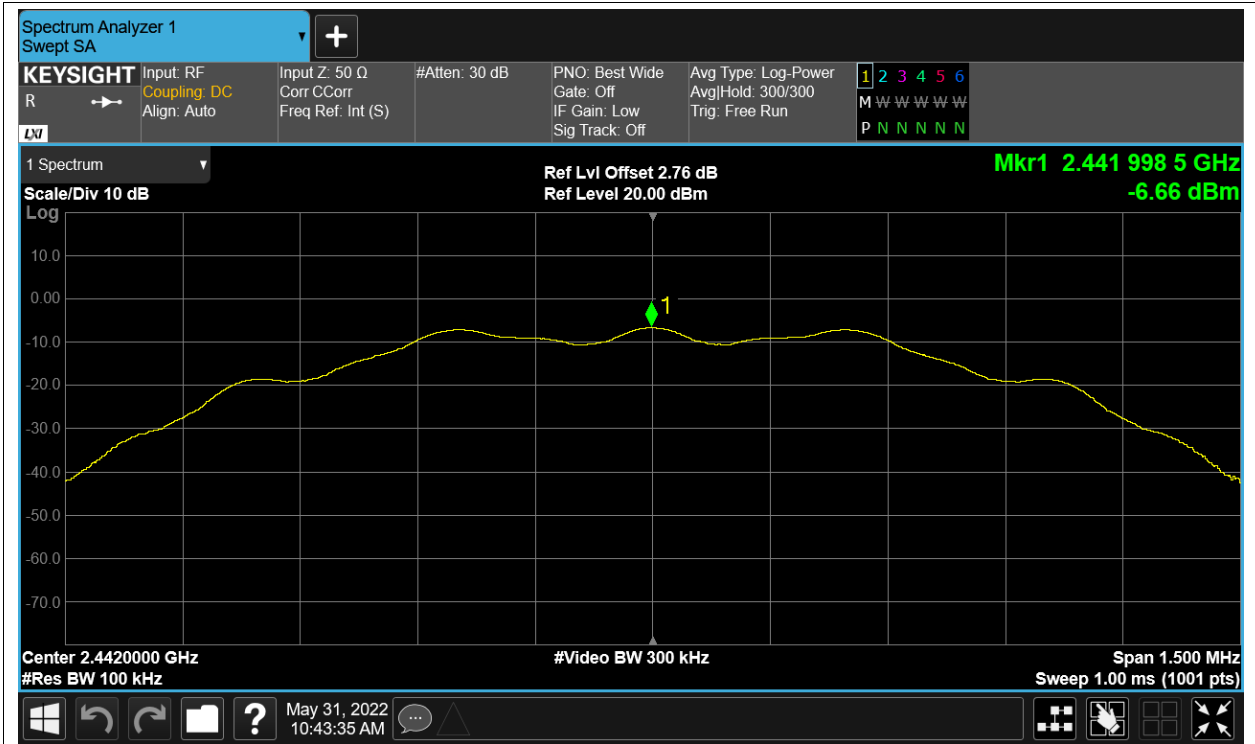 Spectrum Analyzer 1
Swept SA
KEYSIGHT
R
LXI
Input: RF
Coupling: DC
Align: Auto
Input Z: 50 Ω
Corr CCorr
Freq Ref: Int (S)
#Atten: 30 dB
PNO: Best Wide
Gate: Off
IF Gain: Low
Sig Track: Off
Avg Type: Log-Power
Avg|Hold: 300/300
Trig: Free Run
1 2 3 4 5 6
M W W W W W
P N N N N N
1 Spectrum
Scale/Div 10 dB
Log
Ref Lvl Offset 2.76 dB
Ref Level 20.00 dBm
Mkr1 2.441 998 5 GHz
-6.66 dBm
10.0
0.00
1
-10.0
-20.0
-30.0
-40.0
-50.0
-60.0
-70.0
Center 2.4420000 GHz
#Res BW 100 kHz
#Video BW 300 kHz
Span 1.500 MHz
Sweep 1.00 ms (1001 pts)
?
May 31, 2022
10:43:35 AM